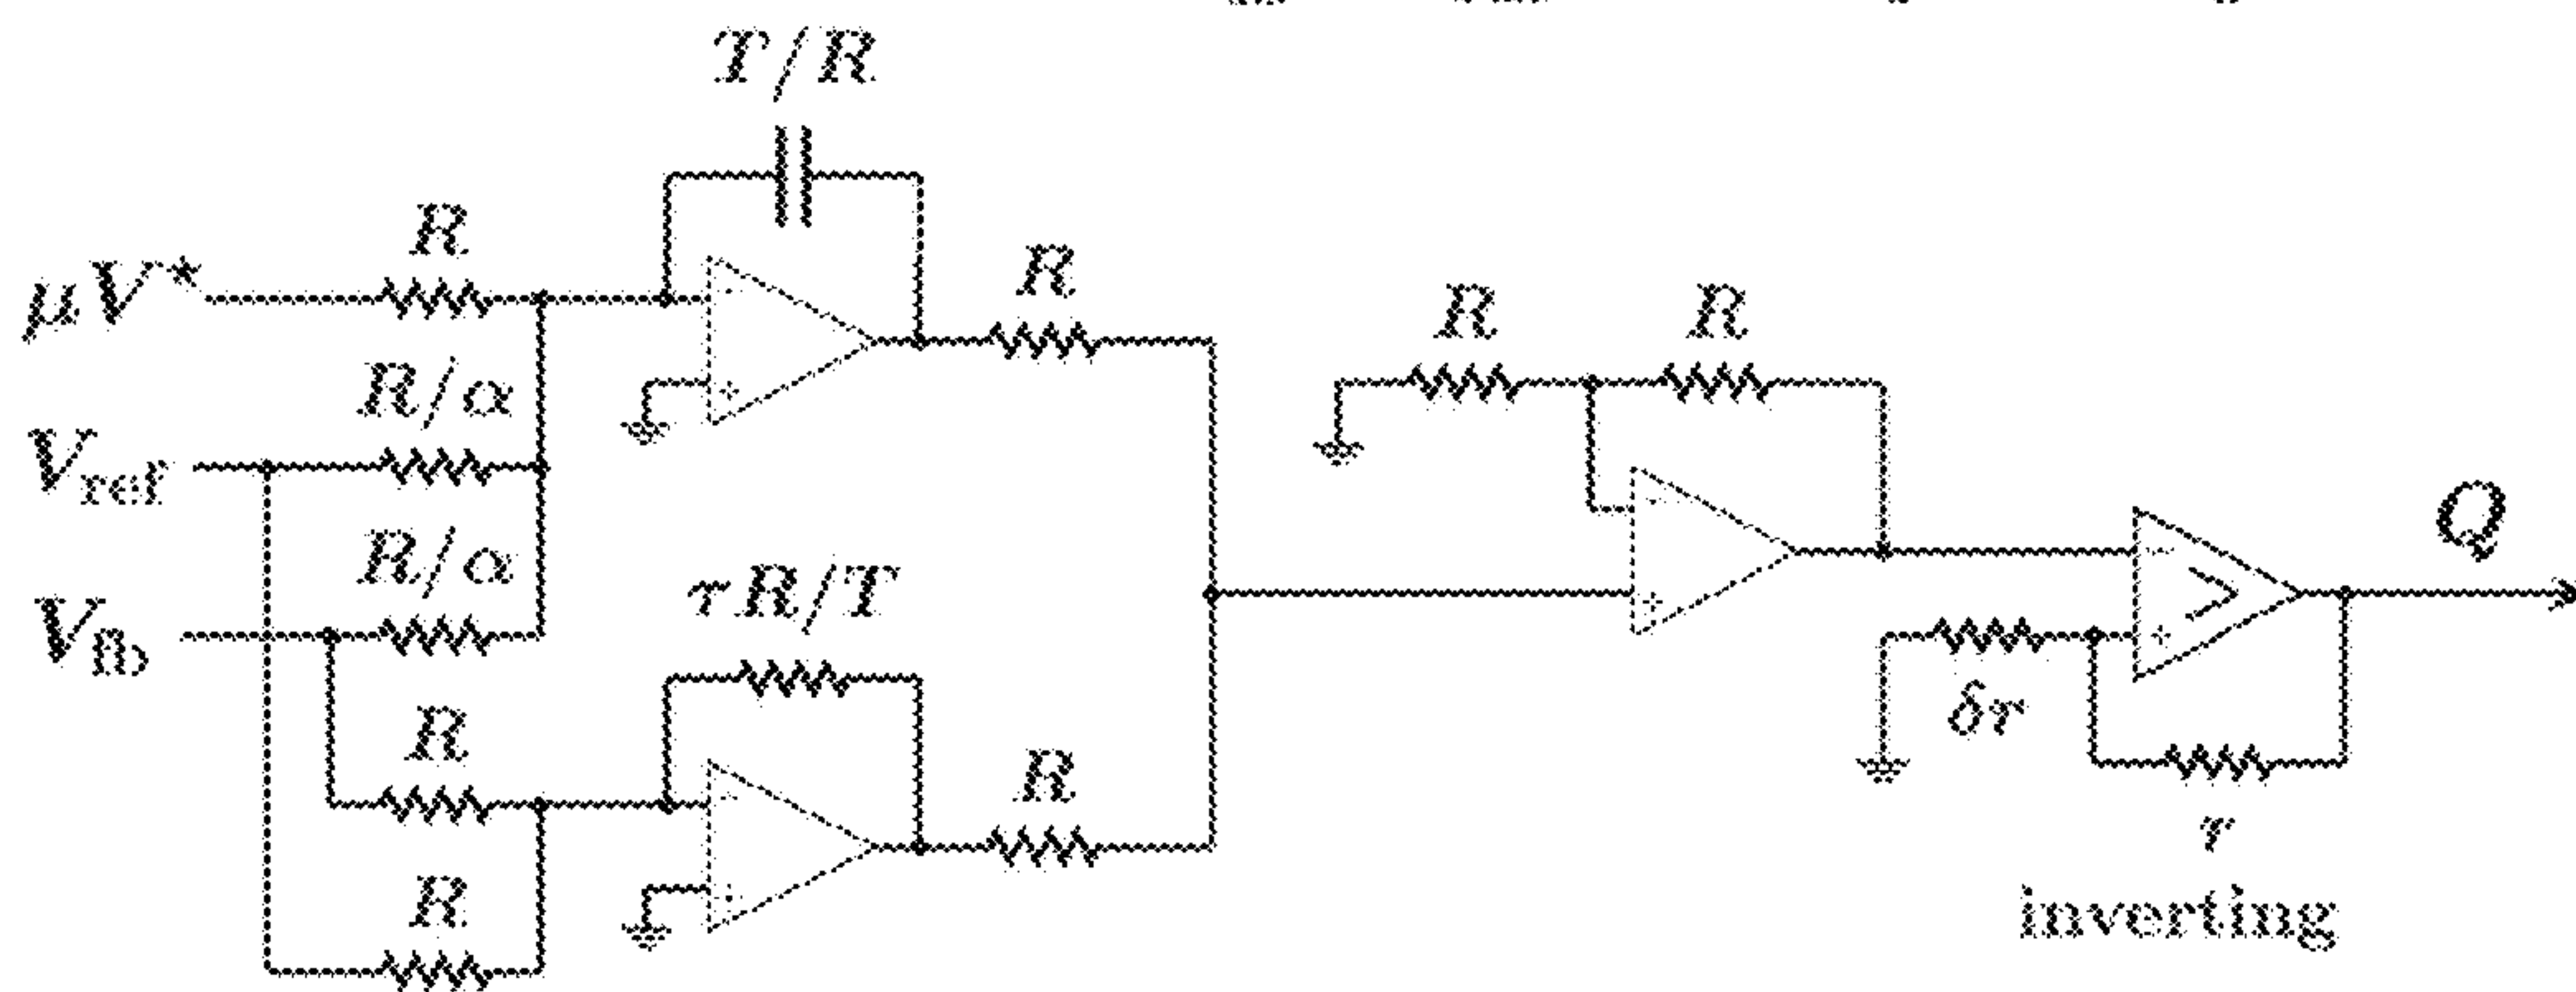 T/R
R
μV*
R
R/α
R
R
V_ref
R/α
Q
V_fb
τR/T
δr
R
R
r
R
inverting
- + - + - + - +